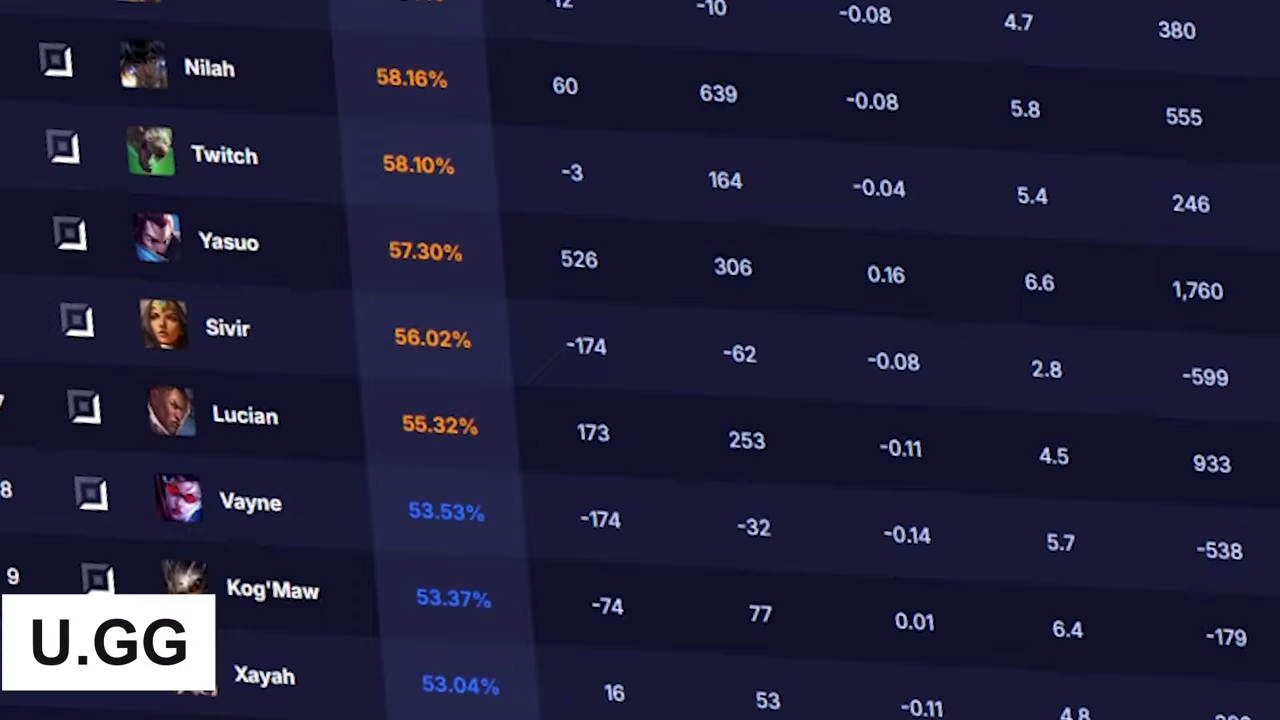 -10 -0.08 4.7 380
Nilah 58.16% 60 639 -0.08 5.8 555
Twitch 58.10% -3 164 -0.04 5.4 246
Yasuo 57.30% 526 306 0.16 6.6 1,760
Sivir 56.02% -174 -62 -0.08 2.8 -599
Lucian 55.32% 173 253 -0.11 4.5 933
8 Vayne 53.53% -174 -32 -0.14 5.7 -538
9 Kog'Maw 53.37% -74 77 0.01 6.4 -179
U.GG
Xayah 53.04% 16 53 -0.11 4.8